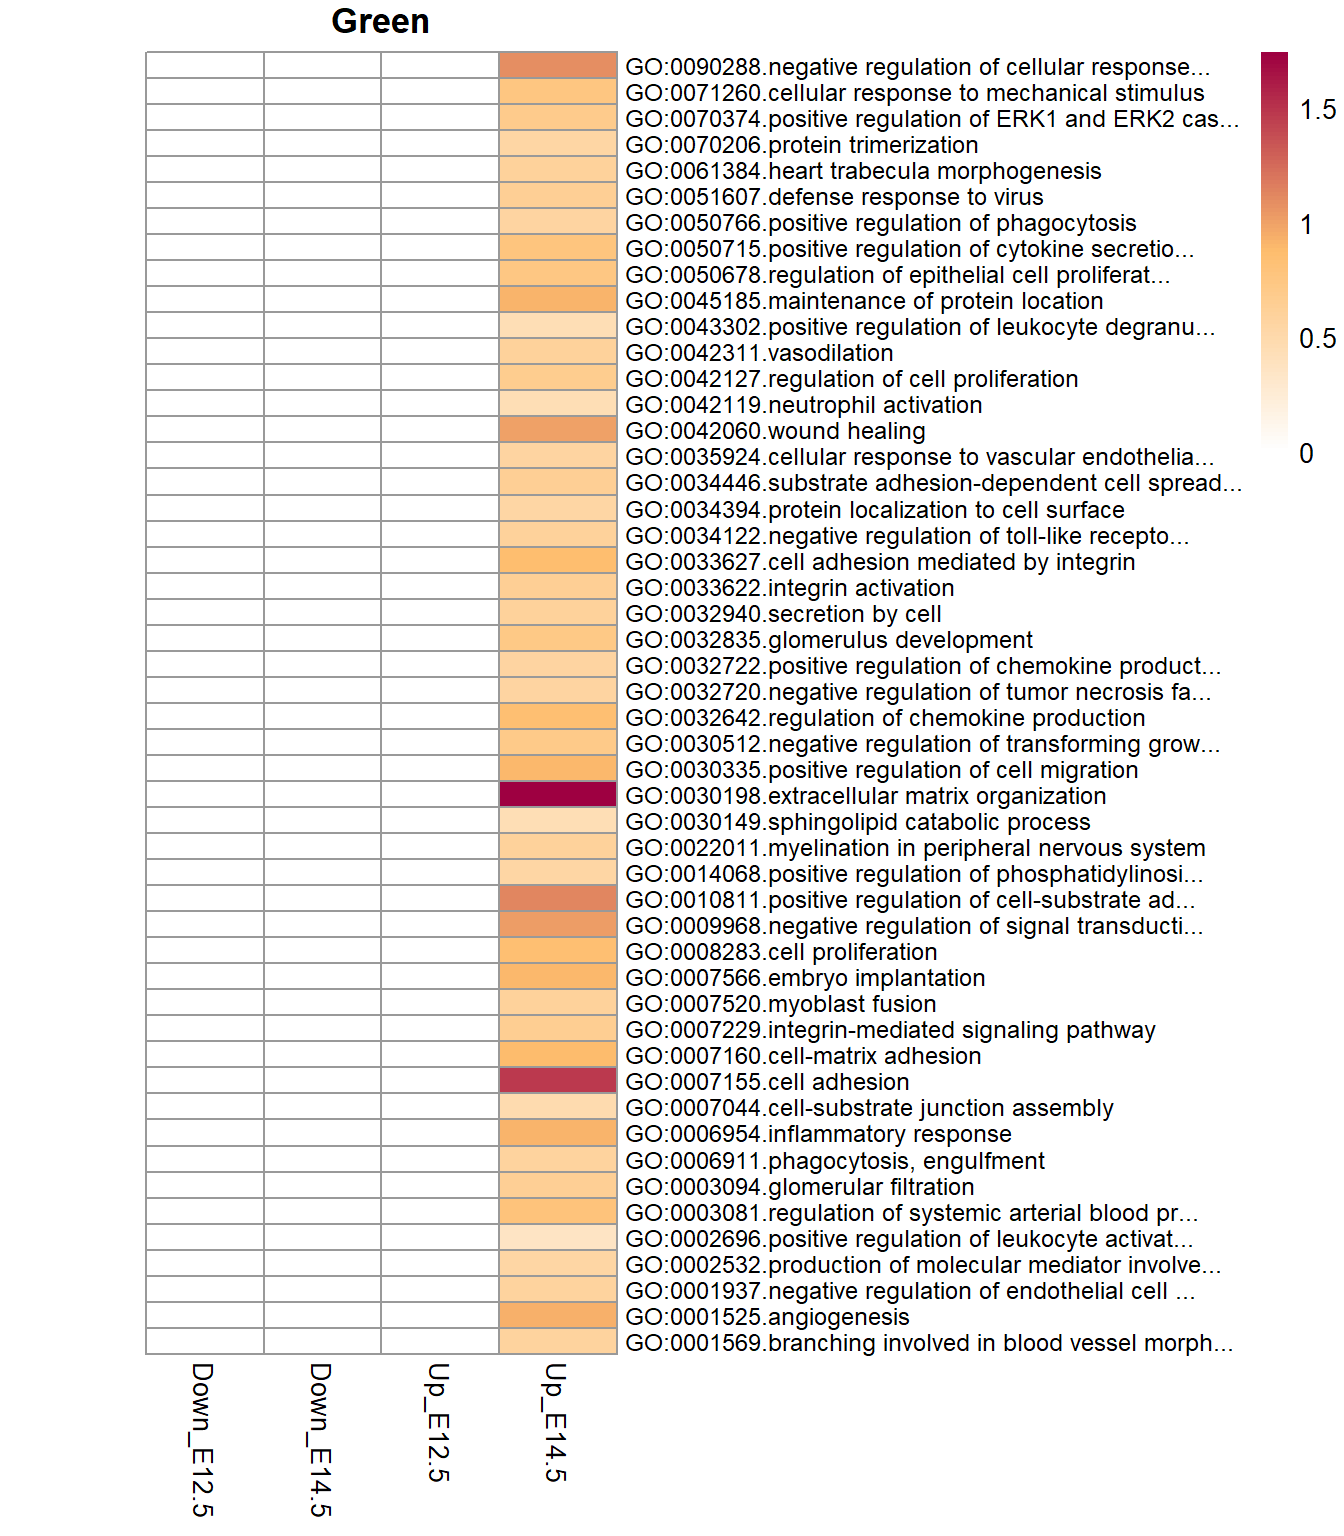 Green
GO:0090288.negative regulation of cellular response...
GO:0071260.cellular response to mechanical stimulus
GO:0070374.positive regulation of ERK1 and ERK2 cas...
GO:0070206.protein trimerization
GO:0061384.heart trabecula morphogenesis
GO:0051607.defense response to virus
GO:0050766.positive regulation of phagocytosis
GO:0050715.positive regulation of cytokine secretio...
GO:0050678.regulation of epithelial cell proliferat...
GO:0045185.maintenance of protein location
GO:0043302.positive regulation of leukocyte degranu...
GO:0042311.vasodilation
GO:0042127.regulation of cell proliferation
GO:0042119.neutrophil activation
GO:0042060.wound healing
GO:0035924.cellular response to vascular endothelia...
GO:0034446.substrate adhesion-dependent cell spread...
GO:0034394.protein localization to cell surface
GO:0034122.negative regulation of toll-like recepto...
GO:0033627.cell adhesion mediated by integrin
GO:0033622.integrin activation
GO:0032940.secretion by cell
GO:0032835.glomerulus development
GO:0032722.positive regulation of chemokine product...
GO:0032720.negative regulation of tumor necrosis fa...
GO:0032642.regulation of chemokine production
GO:0030512.negative regulation of transforming grow...
GO:0030335.positive regulation of cell migration
GO:0030198.extracellular matrix organization
GO:0030149.sphingolipid catabolic process
GO:0022011.myelination in peripheral nervous system
GO:0014068.positive regulation of phosphatidylinosi...
GO:0010811.positive regulation of cell-substrate ad...
GO:0009968.negative regulation of signal transducti...
GO:0008283.cell proliferation
GO:0007566.embryo implantation
GO:0007520.myoblast fusion
GO:0007229.integrin-mediated signaling pathway
GO:0007160.cell-matrix adhesion
GO:0007155.cell adhesion
GO:0007044.cell-substrate junction assembly
GO:0006954.inflammatory response
GO:0006911.phagocytosis, engulfment
GO:0003094.glomerular filtration
GO:0003081.regulation of systemic arterial blood pr...
GO:0002696.positive regulation of leukocyte activat...
GO:0002532.production of molecular mediator involve...
GO:0001937.negative regulation of endothelial cell ...
GO:0001525.angiogenesis
GO:0001569.branching involved in blood vessel morph...
1.5
1
0.5
0
Down_E12.5
Down_E14.5
Up_E12.5
Up_E14.5